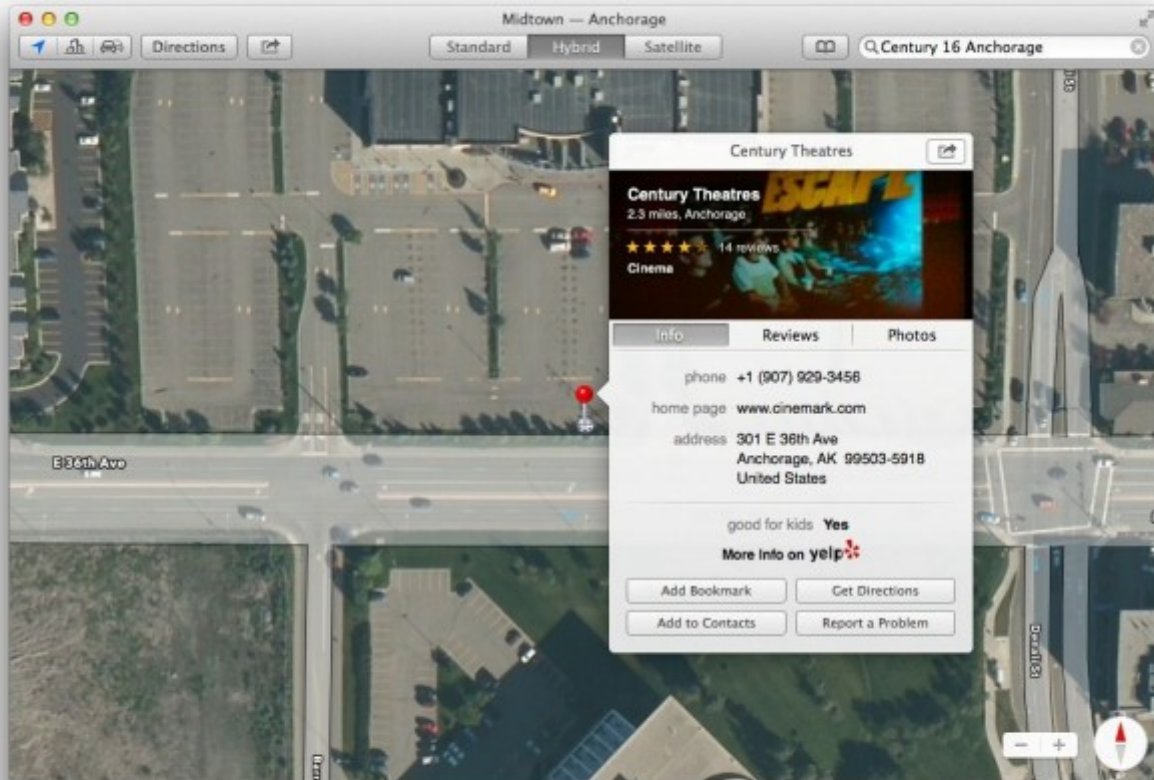 Midtown — Anchorage
Directions
Standard
Hybrid
Satellite
Century 16 Anchorage
Century Theatres
ESCAPE
Century Theatres
2.3 miles, Anchorage
14 reviews
Cinema
Info
Reviews
Photos
phone +1 (907) 929-3456
home page www.cinemark.com
address 301 E 36th Ave
Anchorage, AK 99503-5918
United States
good for kids Yes
More Info on yelp
Add Bookmark
Get Directions
Add to Contacts
Report a Problem
E 36th Ave
Denali St